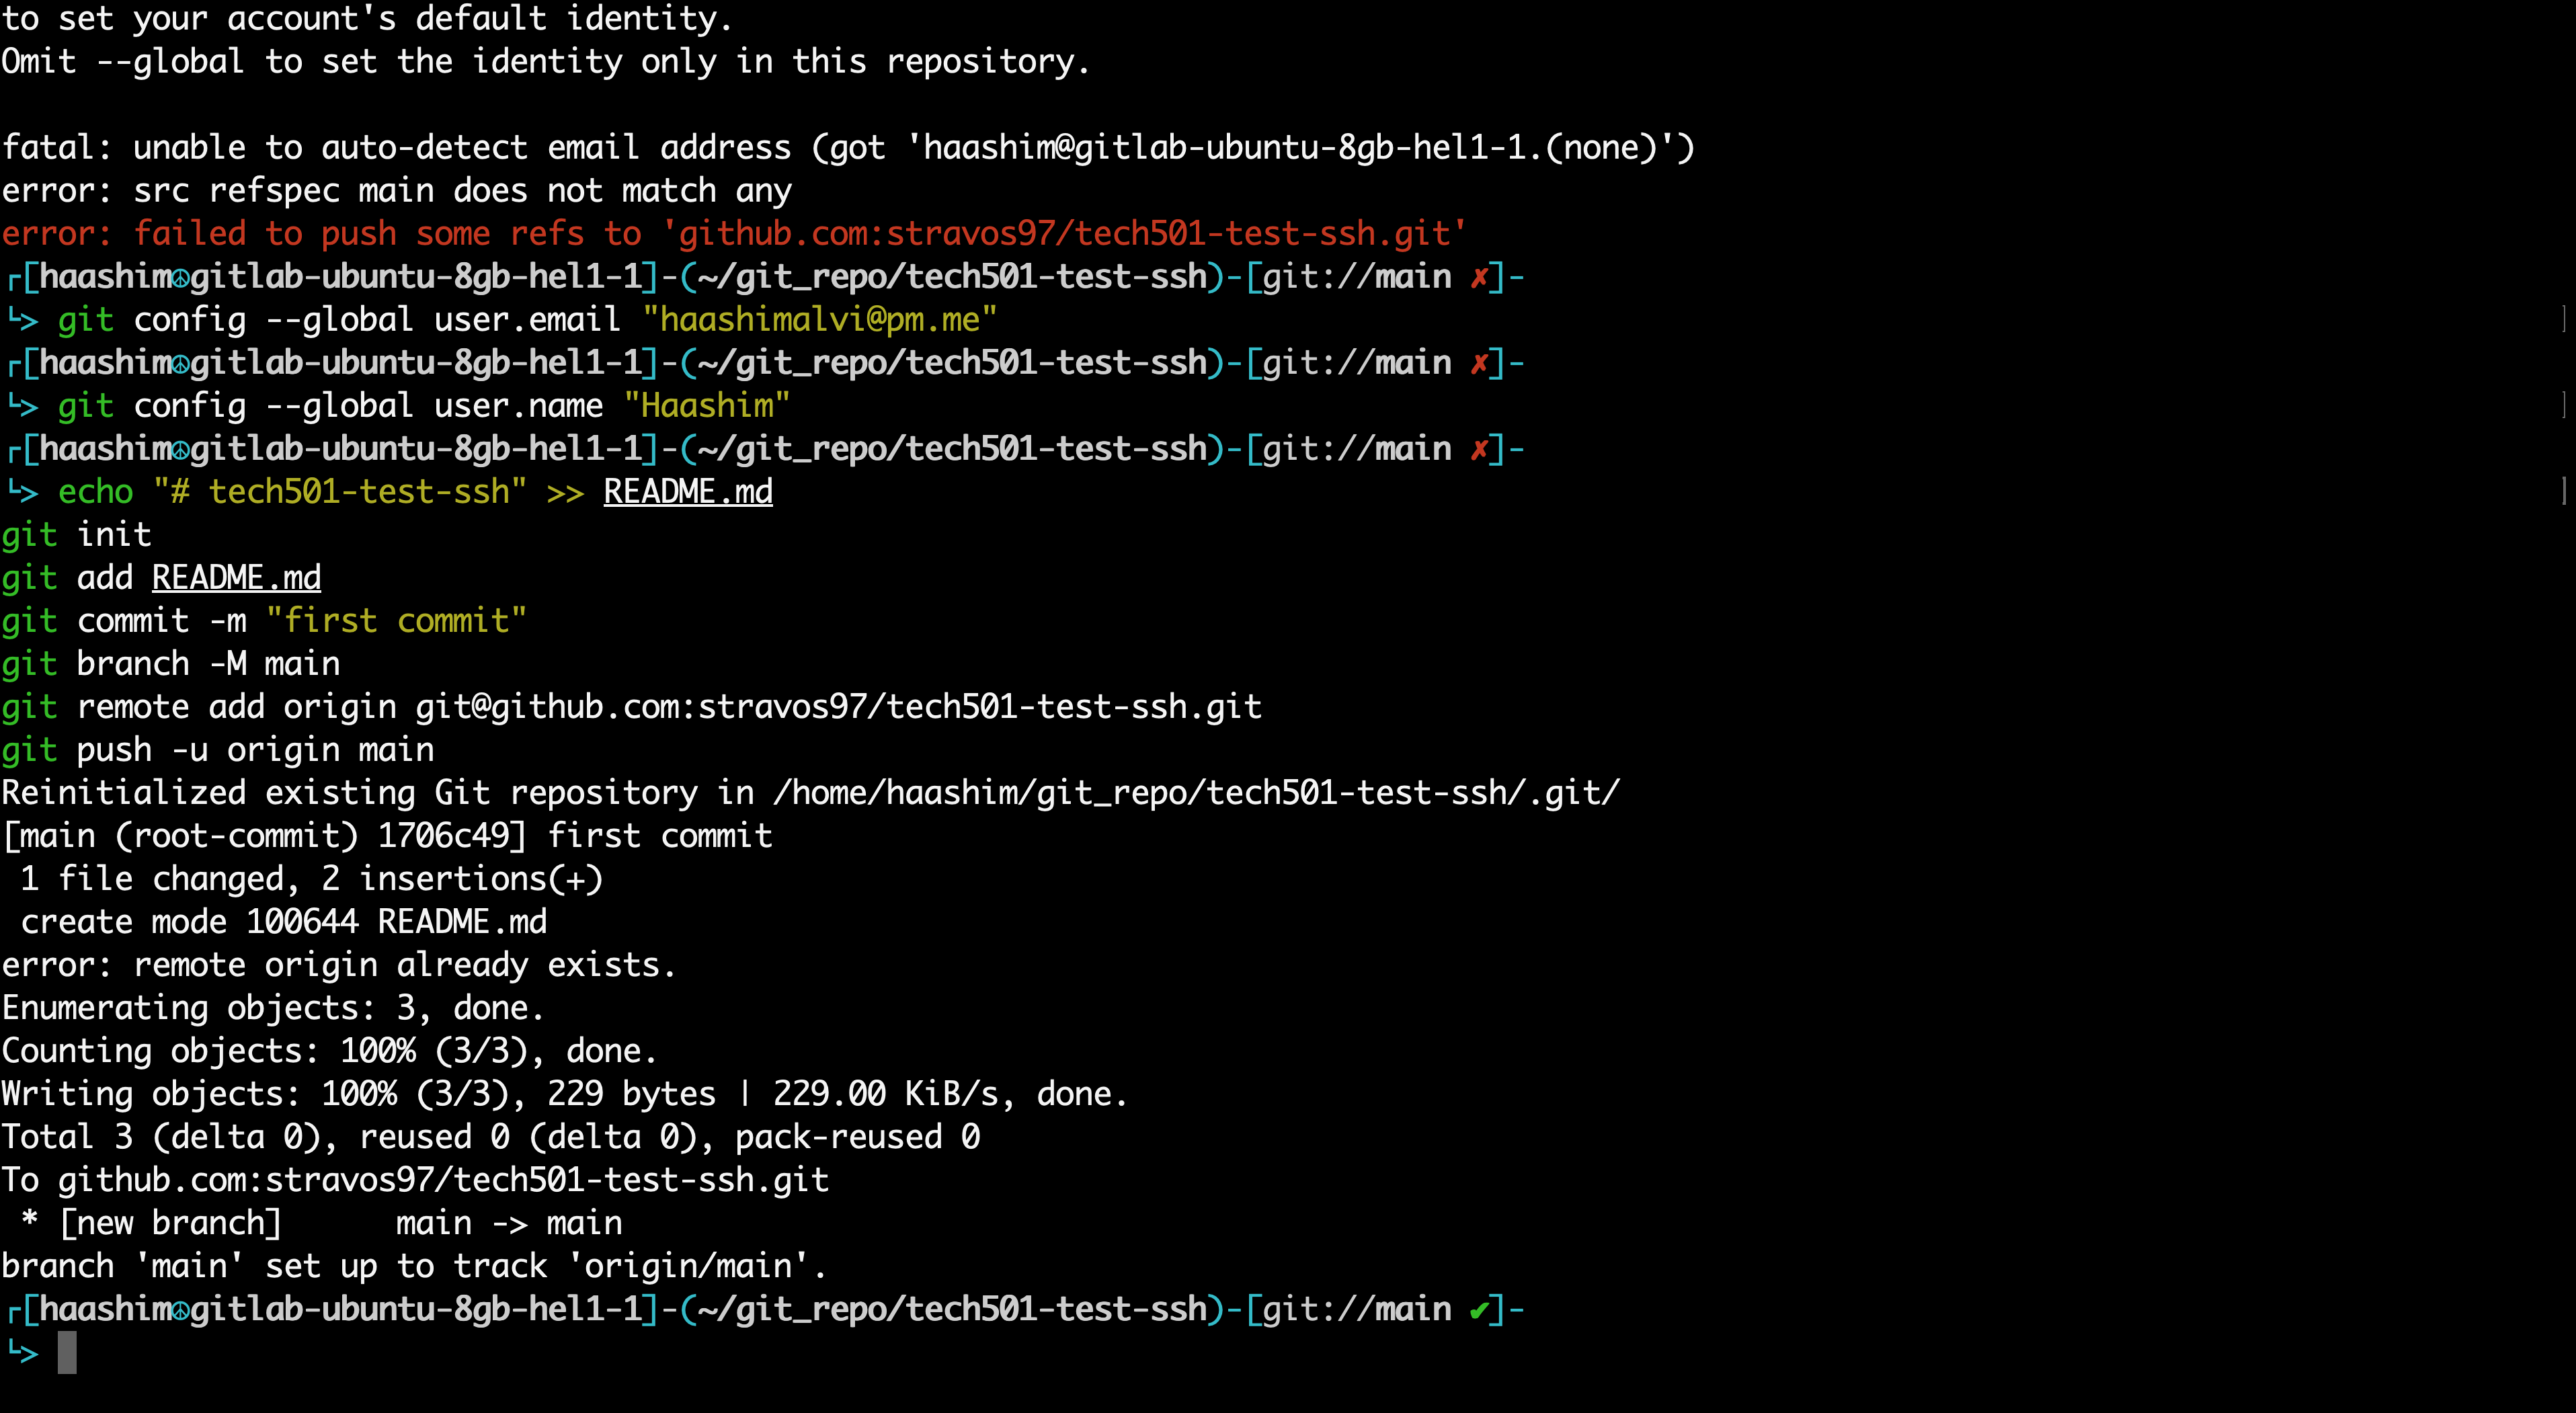 to set your account's default identity.
Omit --global to set the identity only in this repository.
fatal: unable to auto-detect email address (got 'haashim@gitlab-ubuntu-8gb-hel1-1.(none)')
error: src refspec main does not match any
error: failed to push some refs to 'github.com:stravos97/tech501-test-ssh.git'
┌[haashim☮gitlab-ubuntu-8gb-hel1-1]-(~/git_repo/tech501-test-ssh)-[git://main ✗]-
└> git config --global user.email "haashimalvi@pm.me" ]
┌[haashim☮gitlab-ubuntu-8gb-hel1-1]-(~/git_repo/tech501-test-ssh)-[git://main ✗]-
└> git config --global user.name "Haashim" ]
┌[haashim☮gitlab-ubuntu-8gb-hel1-1]-(~/git_repo/tech501-test-ssh)-[git://main ✗]-
└> echo "# tech501-test-ssh" >> README.md ]
git init
git add README.md
git commit -m "first commit"
git branch -M main
git remote add origin git@github.com:stravos97/tech501-test-ssh.git
git push -u origin main
Reinitialized existing Git repository in /home/haashim/git_repo/tech501-test-ssh/.git/
[main (root-commit) 1706c49] first commit
 1 file changed, 2 insertions(+)
 create mode 100644 README.md
error: remote origin already exists.
Enumerating objects: 3, done.
Counting objects: 100% (3/3), done.
Writing objects: 100% (3/3), 229 bytes | 229.00 KiB/s, done.
Total 3 (delta 0), reused 0 (delta 0), pack-reused 0
To github.com:stravos97/tech501-test-ssh.git
 * [new branch]      main -> main
branch 'main' set up to track 'origin/main'.
┌[haashim☮gitlab-ubuntu-8gb-hel1-1]-(~/git_repo/tech501-test-ssh)-[git://main ✔]-
└>